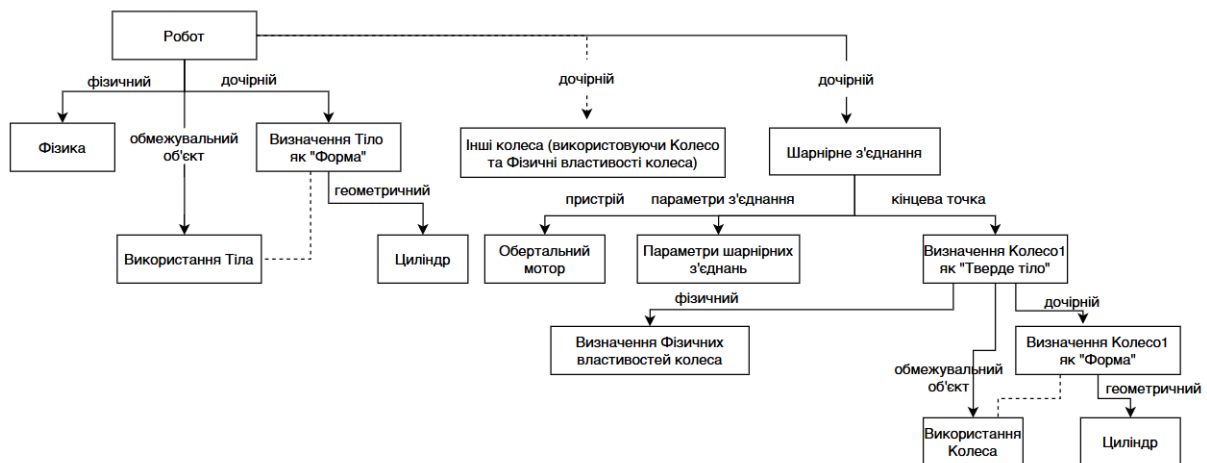 Робот
фізичний
дочірній
дочірній
дочірній
Фізика
обмежувальний
об'єкт
Визначення Тіло
як "Форма"
Інші колеса (використовуючи Колесо
та Фізичні властивості колеса)
Шарнірне з'єднання
геометричний
пристрій
параметри з'єднання
кінцева точка
Використання Тіла
Циліндр
Обертальний
мотор
Параметри шарнірних
з'єднань
Визначення Колесо1
як "Тверде тіло"
фізичний
дочірній
Визначення Фізичних
властивостей колеса
Визначення Колесо1
як "Форма"
обмежувальний
об'єкт
геометричний
Використання
Колеса
Циліндр